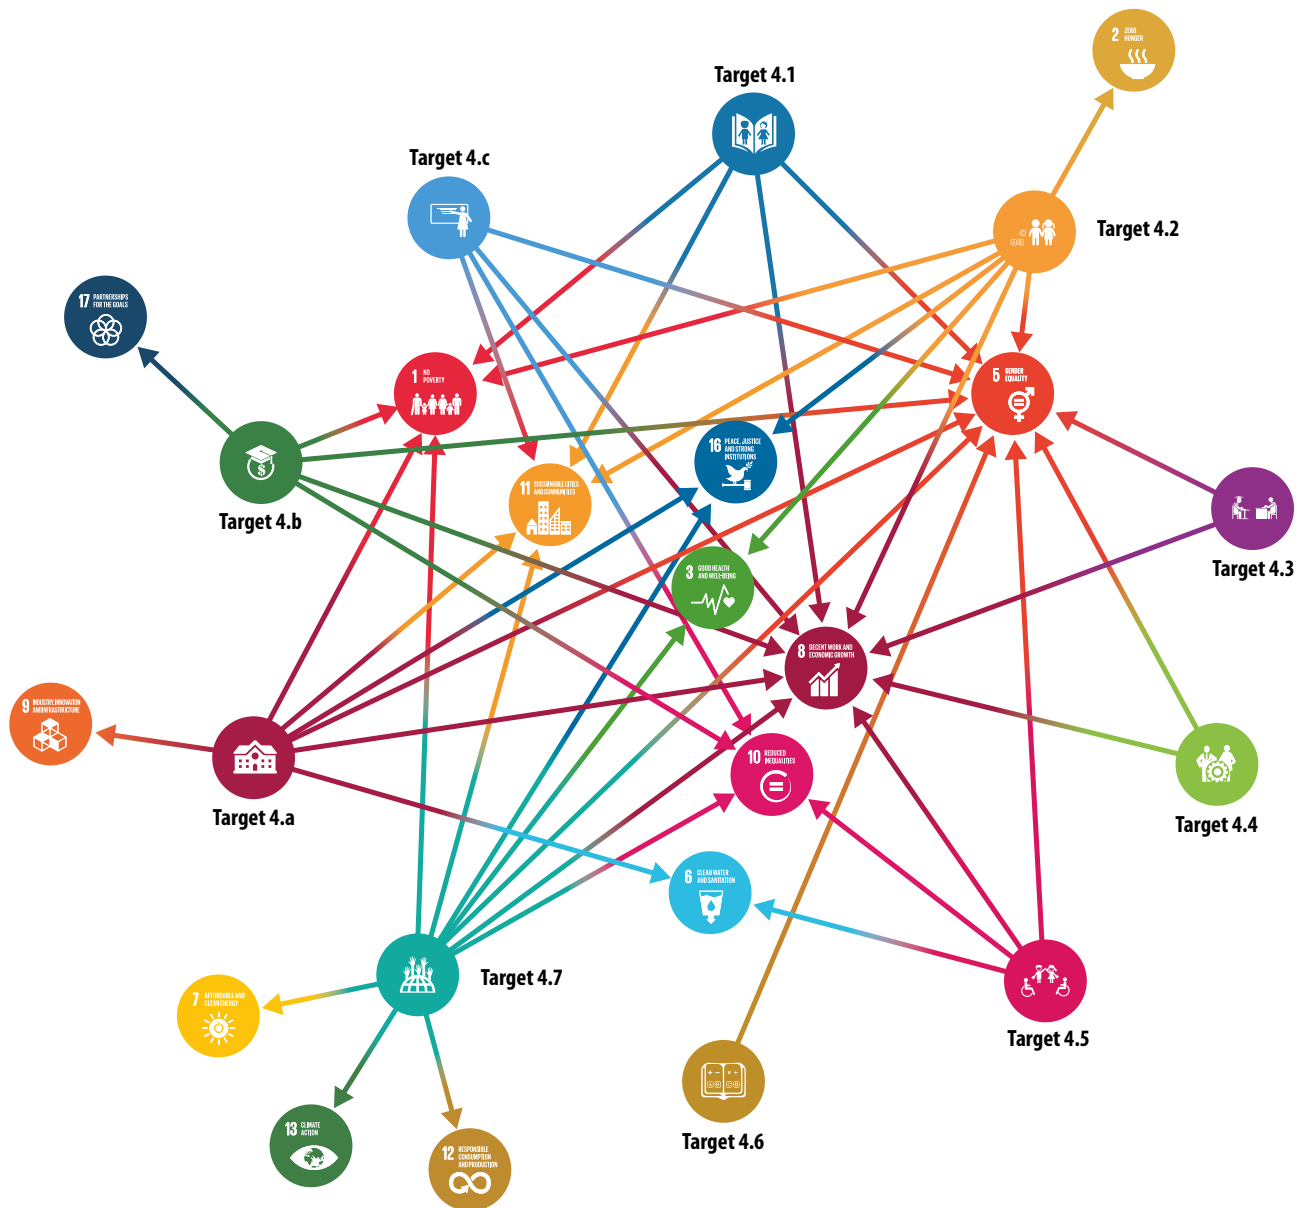 2 ZERO
HUNGER
Target 4.1
Target 4.c
Target 4.2
17 PARTNERSHIPS
FOR THE GOALS
1 NO
POVERTY
5 GENDER
EQUALITY
16 PEACE, JUSTICE
AND STRONG
INSTITUTIONS
11 SUSTAINABLE CITIES
AND COMMUNITIES
Target 4.b
Target 4.3
3 GOOD HEALTH
AND WELL-BEING
8 DECENT WORK AND
ECONOMIC GROWTH
9 INDUSTRY, INNOVATION
AND INFRASTRUCTURE
10 REDUCED
INEQUALITIES
Target 4.a
Target 4.4
6 CLEAN WATER
AND SANITATION
Target 4.7
7 AFFORDABLE AND
CLEAN ENERGY
Target 4.5
13 CLIMATE
ACTION
12 RESPONSIBLE
CONSUMPTION
AND PRODUCTION
Target 4.6